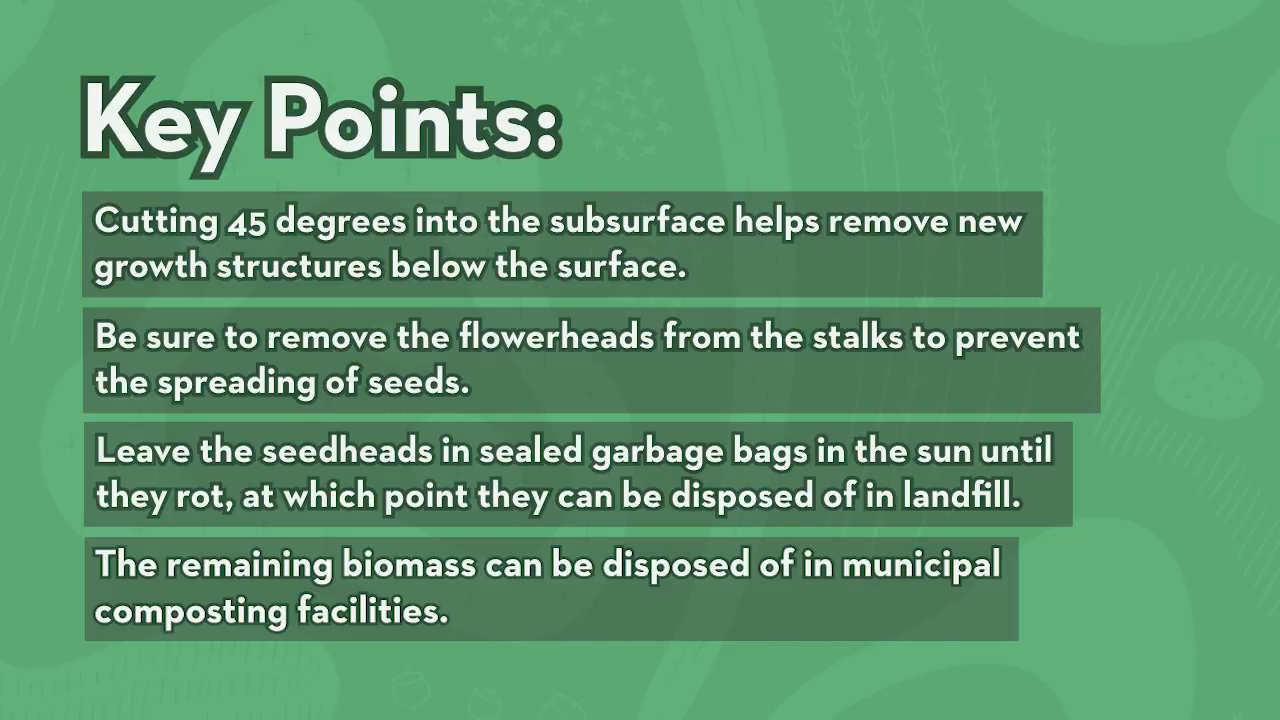 Key Points:
Cutting 45 degrees into the subsurface helps remove new
growth structures below the surface.
Be sure to remove the flowerheads from the stalks to prevent
the spreading of seeds.
Leave the seedheads in sealed garbage bags in the sun until
they rot, at which point they can be disposed of in landfill.
The remaining biomass can be disposed of in municipal
composting facilities.